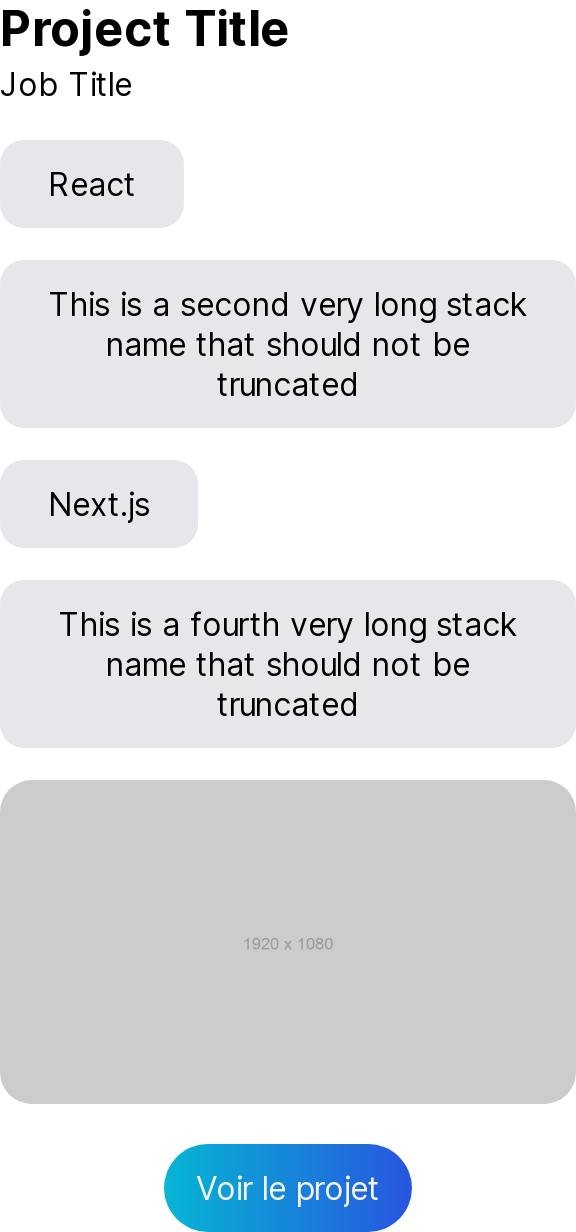 Project Title
Job Title
React
This is a second very long stack
name that should not be
truncated
Next.js
This is a fourth very long stack
name that should not be
truncated
1920 x 1080
Voir le projet